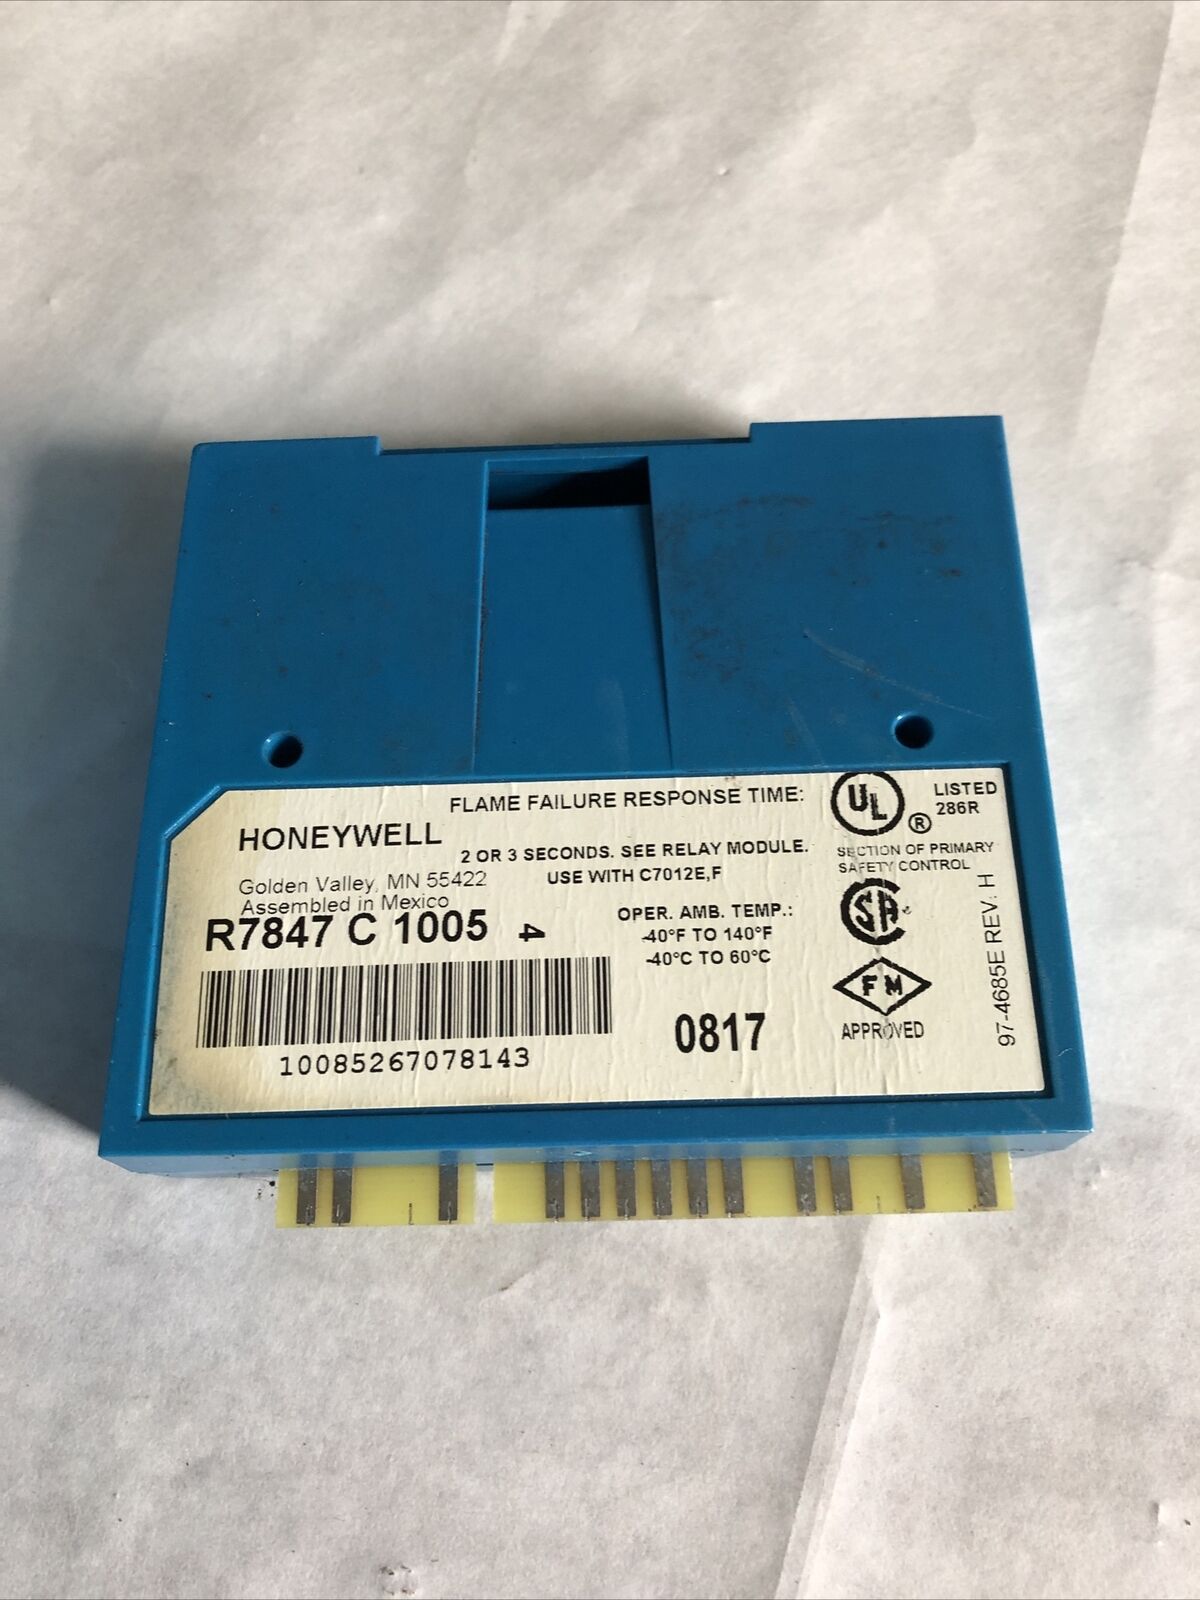 FLAME FAILURE RESPONSE TIME:
HONEYWELL
2 OR 3 SECONDS. SEE RELAY MODULE.
Golden Valley, MN 55422
USE WITH C7012E,F
Assembled in Mexico
R7847 C 1005 4
OPER. AMB. TEMP.:
-40°F TO 140°F
-40°C TO 60°C
10085267078143
0817
UL ®
LISTED
286R
SECTION OF PRIMARY
SAFETY CONTROL
SA
FM
APPROVED
97-4685E REV. H